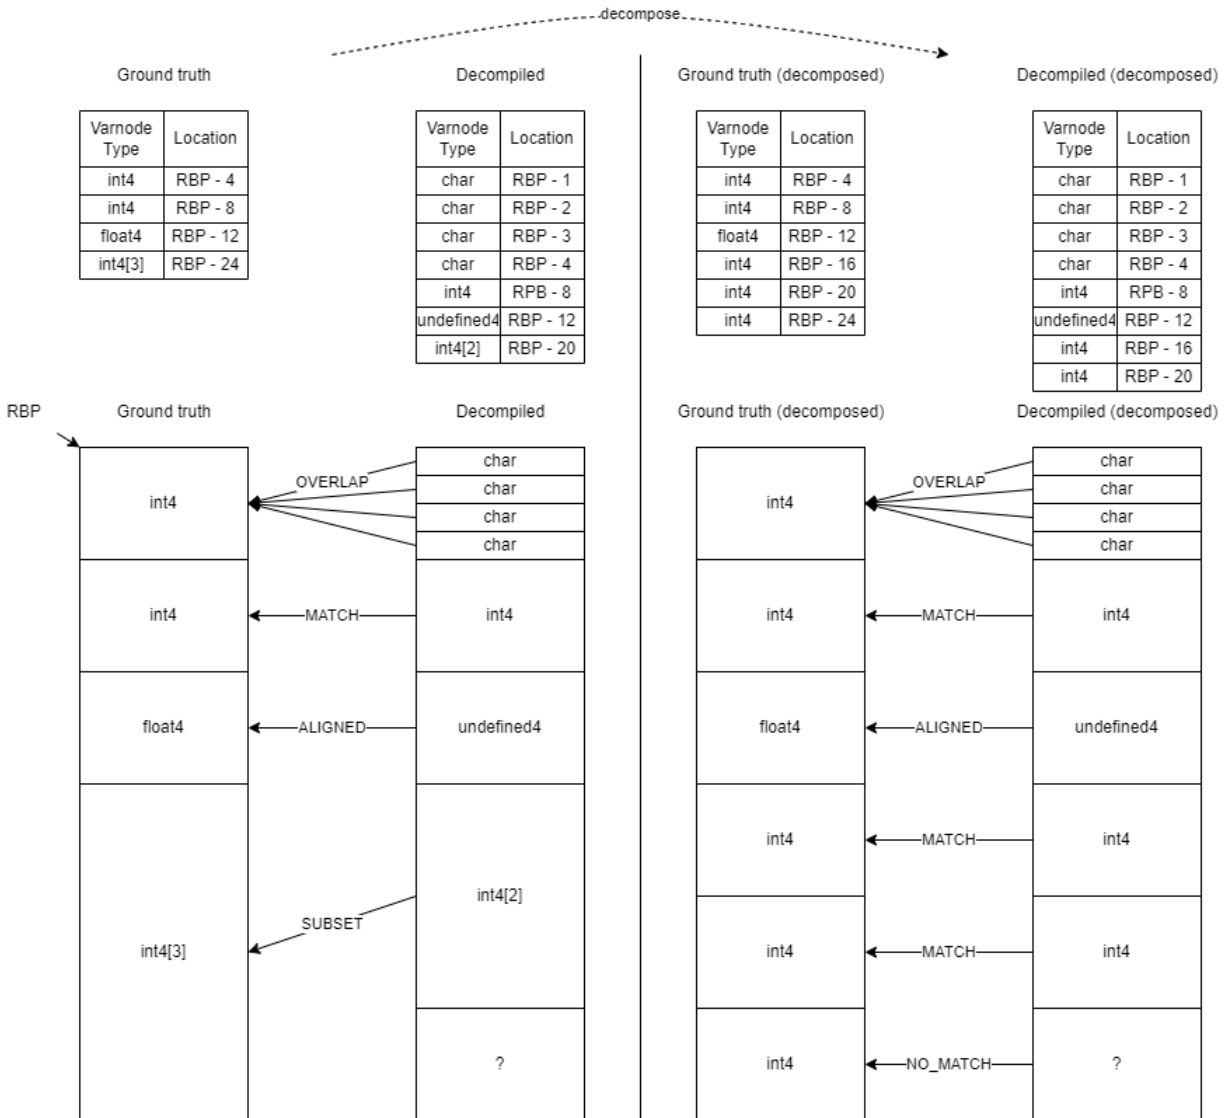 decompose
Ground truth
Decompiled
Ground truth (decomposed)
Decompiled (decomposed)
Varnode Type Location
int4 RBP - 4
int4 RBP - 8
float4 RBP - 12
int4[3] RBP - 24
Varnode Type Location
char RBP - 1
char RBP - 2
char RBP - 3
char RBP - 4
int4 RPB - 8
undefined4 RBP - 12
int4[2] RBP - 20
Varnode Type Location
int4 RBP - 4
int4 RBP - 8
float4 RBP - 12
int4 RBP - 16
int4 RBP - 20
int4 RBP - 24
Varnode Type Location
char RBP - 1
char RBP - 2
char RBP - 3
char RBP - 4
int4 RPB - 8
undefined4 RBP - 12
int4 RBP - 16
int4 RBP - 20
RBP
Ground truth
Decompiled
int4
OVERLAP
char
char
char
char
int4
MATCH
int4
float4
ALIGNED
undefined4
int4[3]
SUBSET
int4[2]
?
Ground truth (decomposed)
Decompiled (decomposed)
int4
OVERLAP
char
char
char
char
int4
MATCH
int4
float4
ALIGNED
undefined4
int4
MATCH
int4
int4
MATCH
int4
int4
NO_MATCH
?